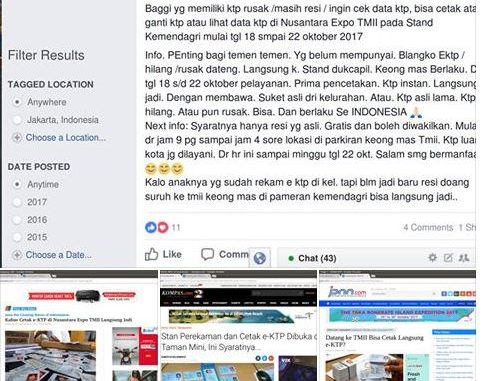 Baggi yg memiliki ktp rusak /masih resi / ingin cek data ktp, bisa cetak ata
ganti ktp atau lihat data ktp di Nusantara Expo TMII pada Stand
Kemendagri mulai tgl 18 smpai 22 oktober 2017
Info. PEnting bagi temen temen. Yg belum mempunyai. Blangko Ektp /
hilang /rusak dateng. Langsung k. Stand dukcapil. Keong mas Berlaku. D
tgl 18 s/d 22 oktober pelayanan. Prima pencetakan. Ktp instan. Langsung
jadi. Dengan membawa. Suket asli dri kelurahan. Atau. Ktp asli lama. Ktp
hilang. Atau pun rusak. Bisa. Dan berlaku Se INDONESIA 🙏
Next info: Syaratnya hanya resi yg asli. Gratis dan boleh diwakilkan. Mula
dr jam 9 pg sampai jam 4 sore lokasi di parkiran keong mas Tmii. Ktp luar
kota jg dilayani. Dr hr ini sampai minggu tgl 22 okt. Salam smg bermanfaa
😊😊😊
Kalo anaknya yg sudah rekam e ktp di kel. tapi blm jadi baru resi doang
suruh ke tmii keong mas di pameran kemendagri bisa langsung jadi..
11
4 Comments 1 Sh
Like
Comm
Chat (43)
Filter Results
TAGGED LOCATION
Anywhere
Jakarta, Indonesia
Choose a Location...
DATE POSTED
Anytime
2017
2016
2015
Choose a Date...
Kabar Cetak e-KTP di Nusantara Expo TMII Langsung Jadi
KOMPAS.com
Stan Perekaman dan Cetak e-KTP Dibuka d
Taman Mini, Ini Syaratnya...
jpnn.com
THE TAKA BONERATE ISLAND EXPEDITION 2017
Datang ke TMII Bisa Cetak Langsung
e-KTP?